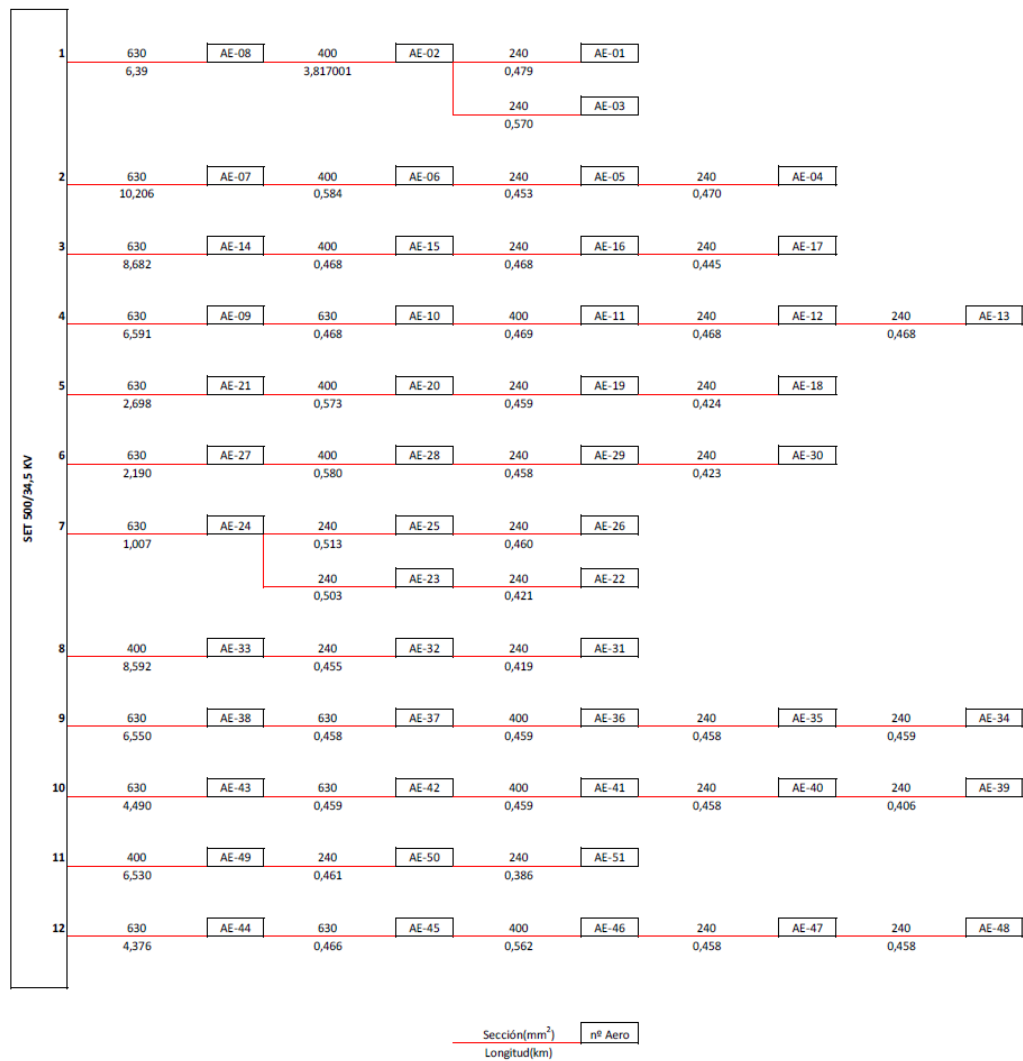 SET 500/34,5 KV
1 630 AE-08 400 AE-02 240 AE-01
6,39 3,817001 0,479
240 AE-03
0,570
2 630 AE-07 400 AE-06 240 AE-05 240 AE-04
10,206 0,584 0,453 0,470
3 630 AE-14 400 AE-15 240 AE-16 240 AE-17
8,682 0,468 0,468 0,445
4 630 AE-09 630 AE-10 400 AE-11 240 AE-12 240 AE-13
6,591 0,468 0,469 0,468 0,468
5 630 AE-21 400 AE-20 240 AE-19 240 AE-18
2,698 0,573 0,459 0,424
6 630 AE-27 400 AE-28 240 AE-29 240 AE-30
2,190 0,580 0,458 0,423
7 630 AE-24 240 AE-25 240 AE-26
1,007 0,513 0,460
240 AE-23 240 AE-22
0,503 0,421
8 400 AE-33 240 AE-32 240 AE-31
8,592 0,455 0,419
9 630 AE-38 630 AE-37 400 AE-36 240 AE-35 240 AE-34
6,550 0,458 0,459 0,458 0,459
10 630 AE-43 630 AE-42 400 AE-41 240 AE-40 240 AE-39
4,490 0,459 0,459 0,458 0,406
11 400 AE-49 240 AE-50 240 AE-51
6,530 0,461 0,386
12 630 AE-44 630 AE-45 400 AE-46 240 AE-47 240 AE-48
4,376 0,466 0,562 0,458 0,458
Sección(mm²) nº Aero
Longitud(km)